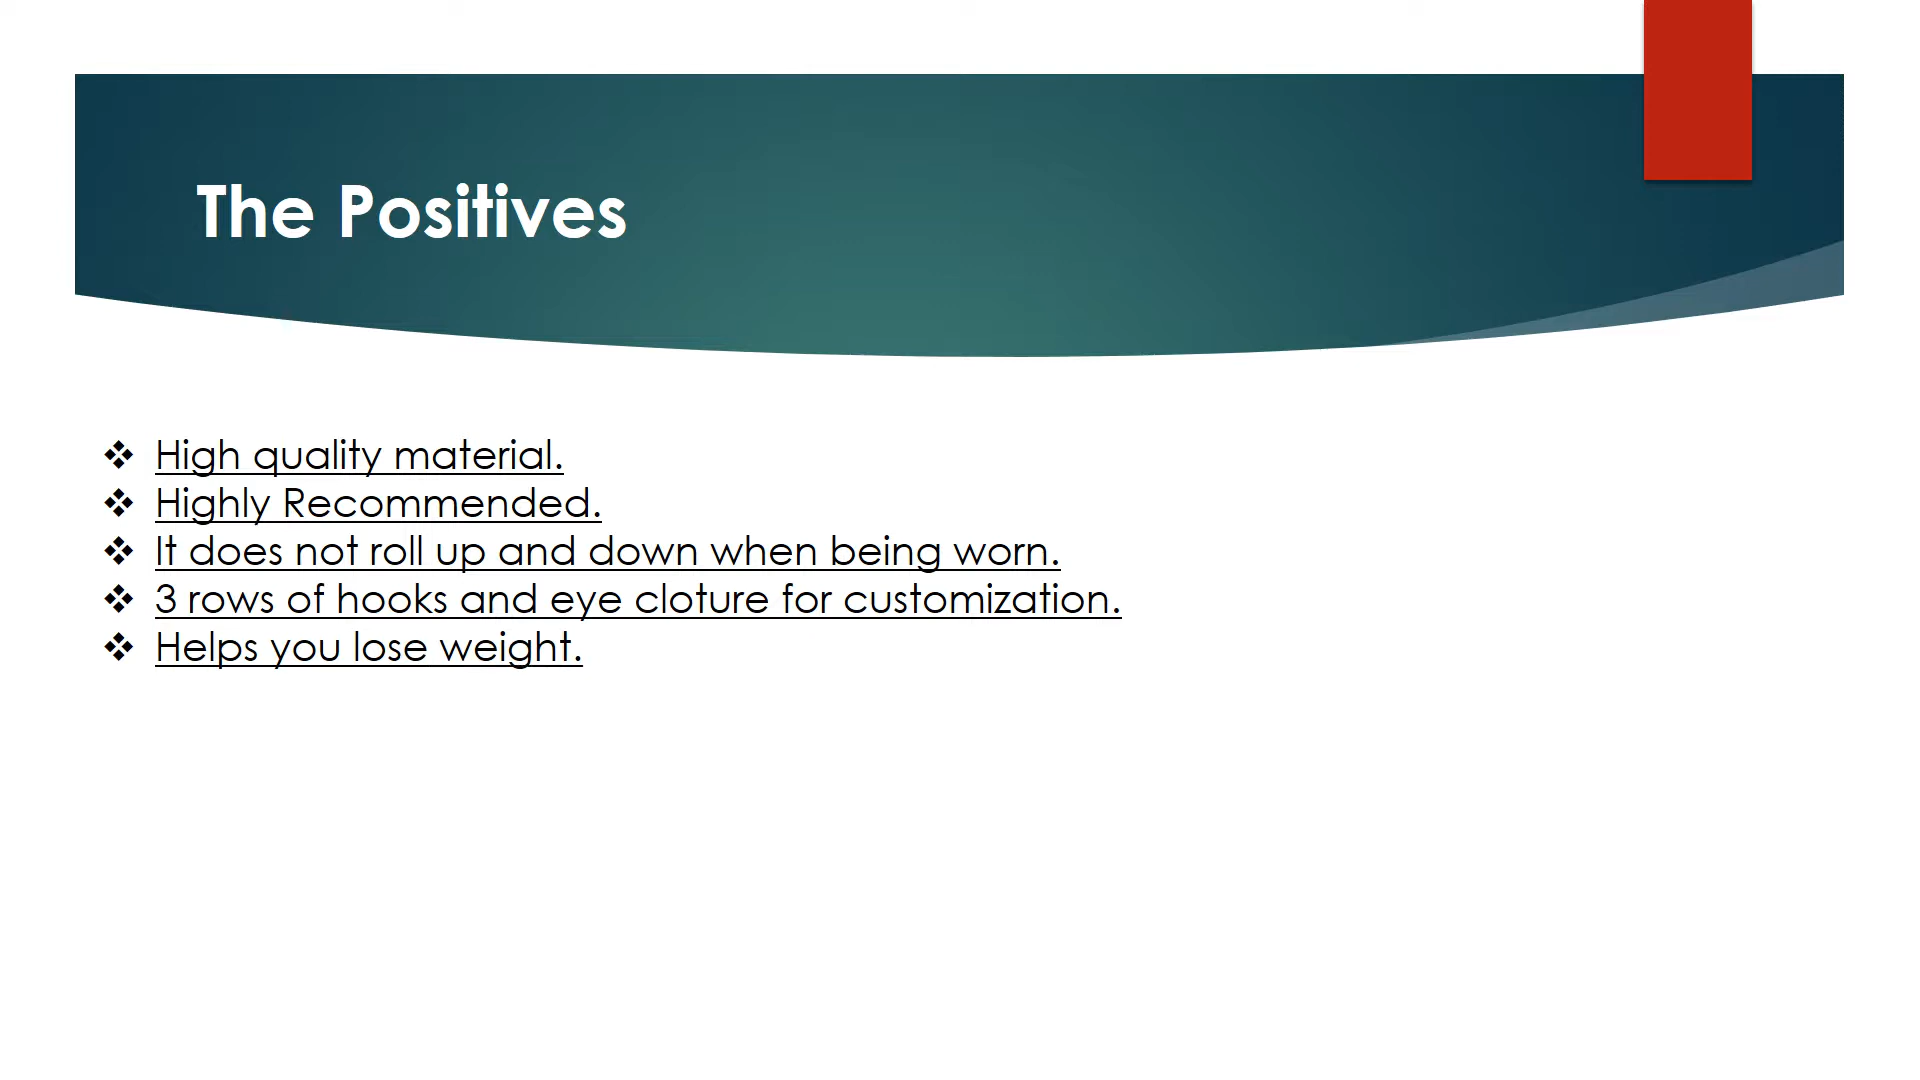 The Positives
❖ High quality material.
❖ Highly Recommended.
❖ It does not roll up and down when being worn.
❖ 3 rows of hooks and eye cloture for customization.
❖ Helps you lose weight.